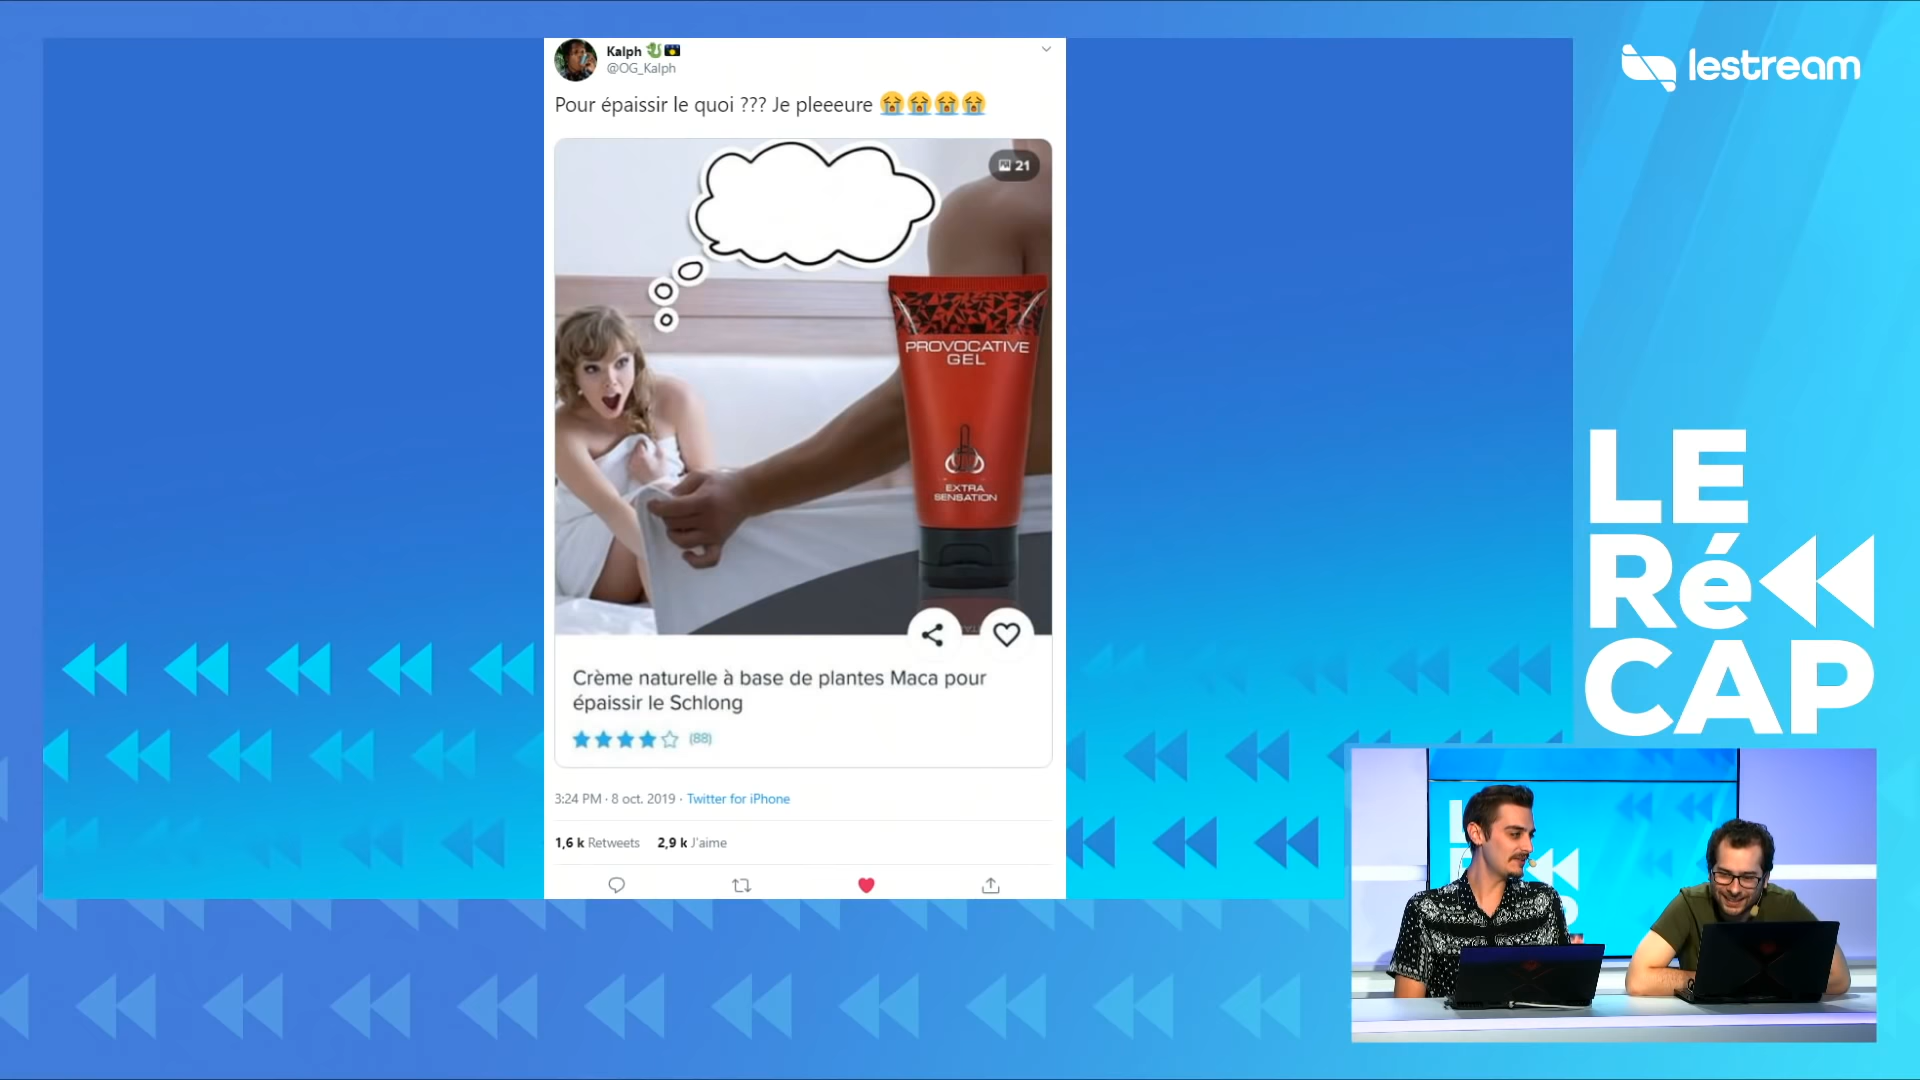 Kalph
@OG_Kalph
Pour épaissir le quoi ??? Je pleeeure
21
PROVOCATIVE
GEL
EXTRA
SENSATION
Crème naturelle à base de plantes Maca pour
épaissir le Schlong
(88)
3:24 PM · 8 oct. 2019 · Twitter for iPhone
1,6 k Retweets 2,9 k J'aime
lestream
LE
Ré
CAP